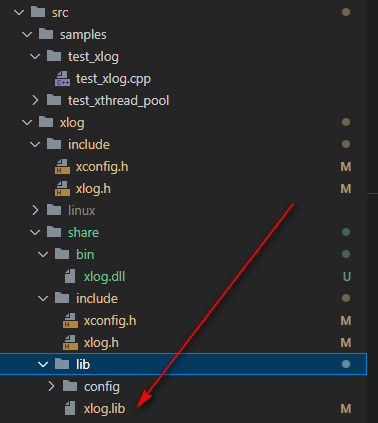 src
samples
test_xlog
test_xlog.cpp
test_xthread_pool
xlog
include
xconfig.h M
xlog.h M
linux
share
bin
xlog.dll U
include
xconfig.h M
xlog.h M
lib
config
xlog.lib M